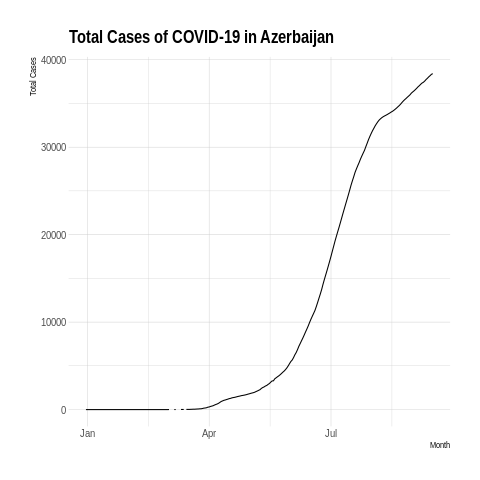 Total Cases of COVID-19 in Azerbaijan
Total Cases
40000
30000
20000
10000
0
Jan Apr Jul
Month